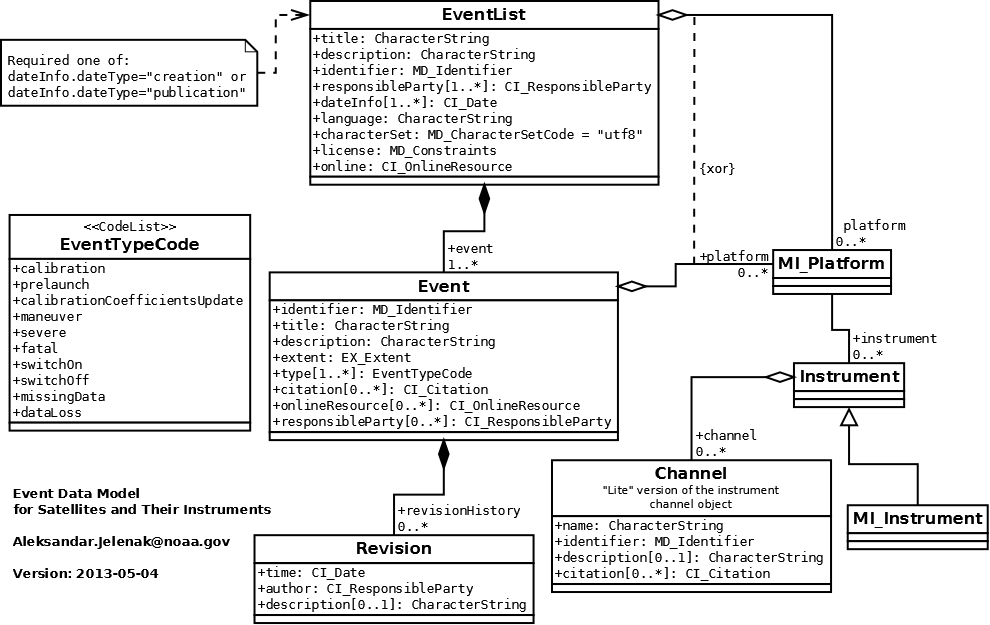 EventList
+title: CharacterString
+description: CharacterString
+identifier: MD_Identifier
+responsibleParty[1..*]: CI_ResponsibleParty
+dateInfo[1..*]: CI_Date
+language: CharacterString
+characterSet: MD_CharacterSetCode = "utf8"
+license: MD_Constraints
+online: CI_OnlineResource
Required one of:
dateInfo.dateType="creation" or
dateInfo.dateType="publication"
{xor}
platform
0..*
<<CodeList>>
EventTypeCode
+calibration
+prelaunch
+calibrationCoefficientsUpdate
+maneuver
+severe
+fatal
+switchOn
+switchOff
+missingData
+dataLoss
+event
1..*
+platform
0..*
MI_Platform
Event
+identifier: MD_Identifier
+title: CharacterString
+description: CharacterString
+extent: EX_Extent
+type[1..*]: EventTypeCode
+citation[0..*]: CI_Citation
+onlineResource[0..*]: CI_OnlineResource
+responsibleParty[0..*]: CI_ResponsibleParty
+instrument
0..*
Instrument
+channel
0..*
Channel
"Lite" version of the instrument
channel object
+name: CharacterString
+identifier: MD_Identifier
+description[0..1]: CharacterString
+citation[0..*]: CI_Citation
MI_Instrument
Event Data Model
for Satellites and Their Instruments
Aleksandar.Jelenak@noaa.gov
Version: 2013-05-04
+revisionHistory
0..*
Revision
+time: CI_Date
+author: CI_ResponsibleParty
+description[0..1]: CharacterString